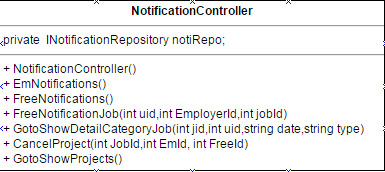 NotificationController
private INotificationRepository notiRepo;
+ NotificationController()
+ EmNotifications()
+ FreeNotifications()
+ FreeNotificationJob(int uid,int EmployerId,int jobId)
+ GotoShowDetailCategoryJob(int jid,int uid,string date,string type)
+ CancelProject(int JobId,int EmId, int FreeId)
+ GotoShowProjects()